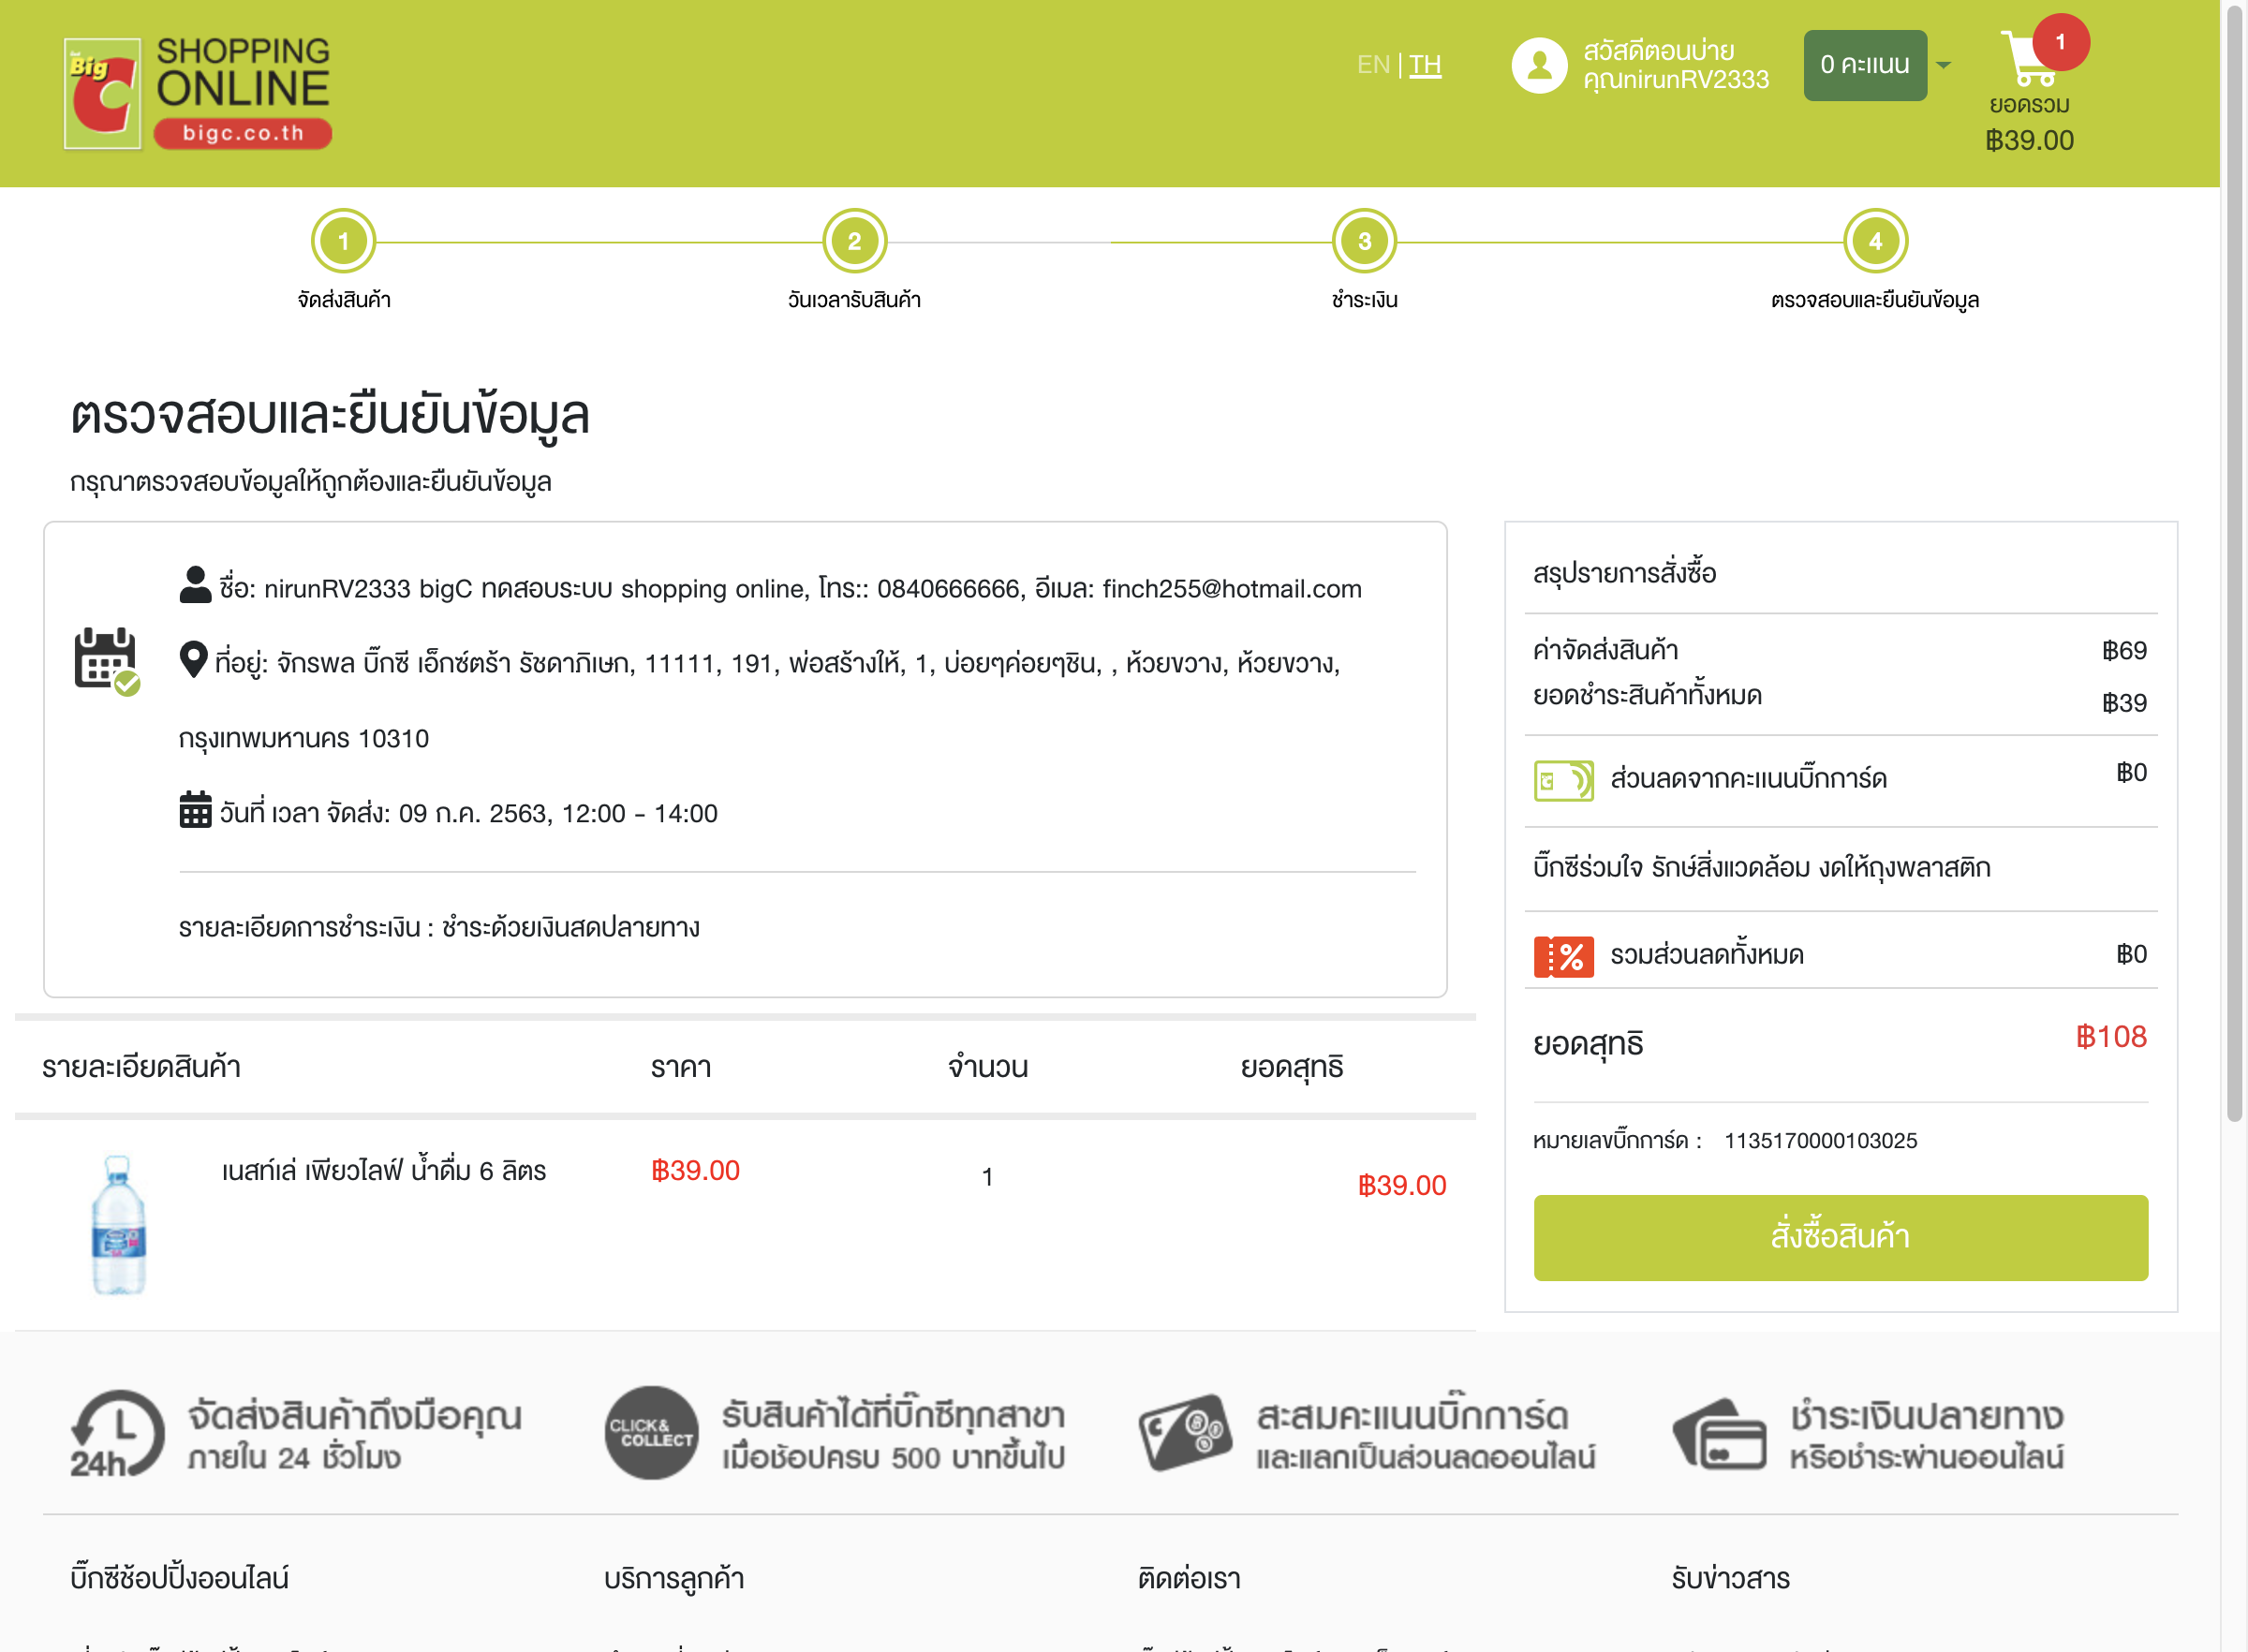 Big C
SHOPPING
ONLINE
bigc.co.th
EN | TH
สวัสดีตอนบ่าย
คุณnirunRV2333
0 คะแนน
1
ยอดรวม
฿39.00
1
2
3
4
จัดส่งสินค้า
วันเวลารับสินค้า
ชำระเงิน
ตรวจสอบและยืนยันข้อมูล
ตรวจสอบและยืนยันข้อมูล
กรุณาตรวจสอบข้อมูลให้ถูกต้องและยืนยันข้อมูล
ชื่อ: nirunRV2333 bigC ทดสอบระบบ shopping online, โทร:: 0840666666, อีเมล: finch255@hotmail.com
ที่อยู่: จักรพล บิ๊กซี เอ็กซ์ตร้า รัชดาภิเษก, 11111, 191, พ่อสร้างให้, 1, บ่อยๆค่อยๆชิน, , ห้วยขวาง, ห้วยขวาง,
กรุงเทพมหานคร 10310
วันที่ เวลา จัดส่ง: 09 ก.ค. 2563, 12:00 - 14:00
รายละเอียดการชำระเงิน : ชำระด้วยเงินสดปลายทาง
รายละเอียดสินค้า ราคา จำนวน ยอดสุทธิ
เนสท์เล่ เพียวไลฟ์ น้ำดื่ม 6 ลิตร ฿39.00 1 ฿39.00
สรุปรายการสั่งซื้อ
ค่าจัดส่งสินค้า ฿69
ยอดชำระสินค้าทั้งหมด ฿39
ส่วนลดจากคะแนนบิ๊กการ์ด ฿0
บิ๊กซีร่วมใจ รักษ์สิ่งแวดล้อม งดให้ถุงพลาสติก
% รวมส่วนลดทั้งหมด ฿0
ยอดสุทธิ ฿108
หมายเลขบิ๊กการ์ด : 1135170000103025
สั่งซื้อสินค้า
24h
จัดส่งสินค้าถึงมือคุณ
ภายใน 24 ชั่วโมง
CLICK&
COLLECT
รับสินค้าได้ที่บิ๊กซีทุกสาขา
เมื่อช้อปครบ 500 บาทขึ้นไป
สะสมคะแนนบิ๊กการ์ด
และแลกเป็นส่วนลดออนไลน์
ชำระเงินปลายทาง
หรือชำระผ่านออนไลน์
บิ๊กซีช้อปปิ้งออนไลน์
บริการลูกค้า
ติดต่อเรา
รับข่าวสาร